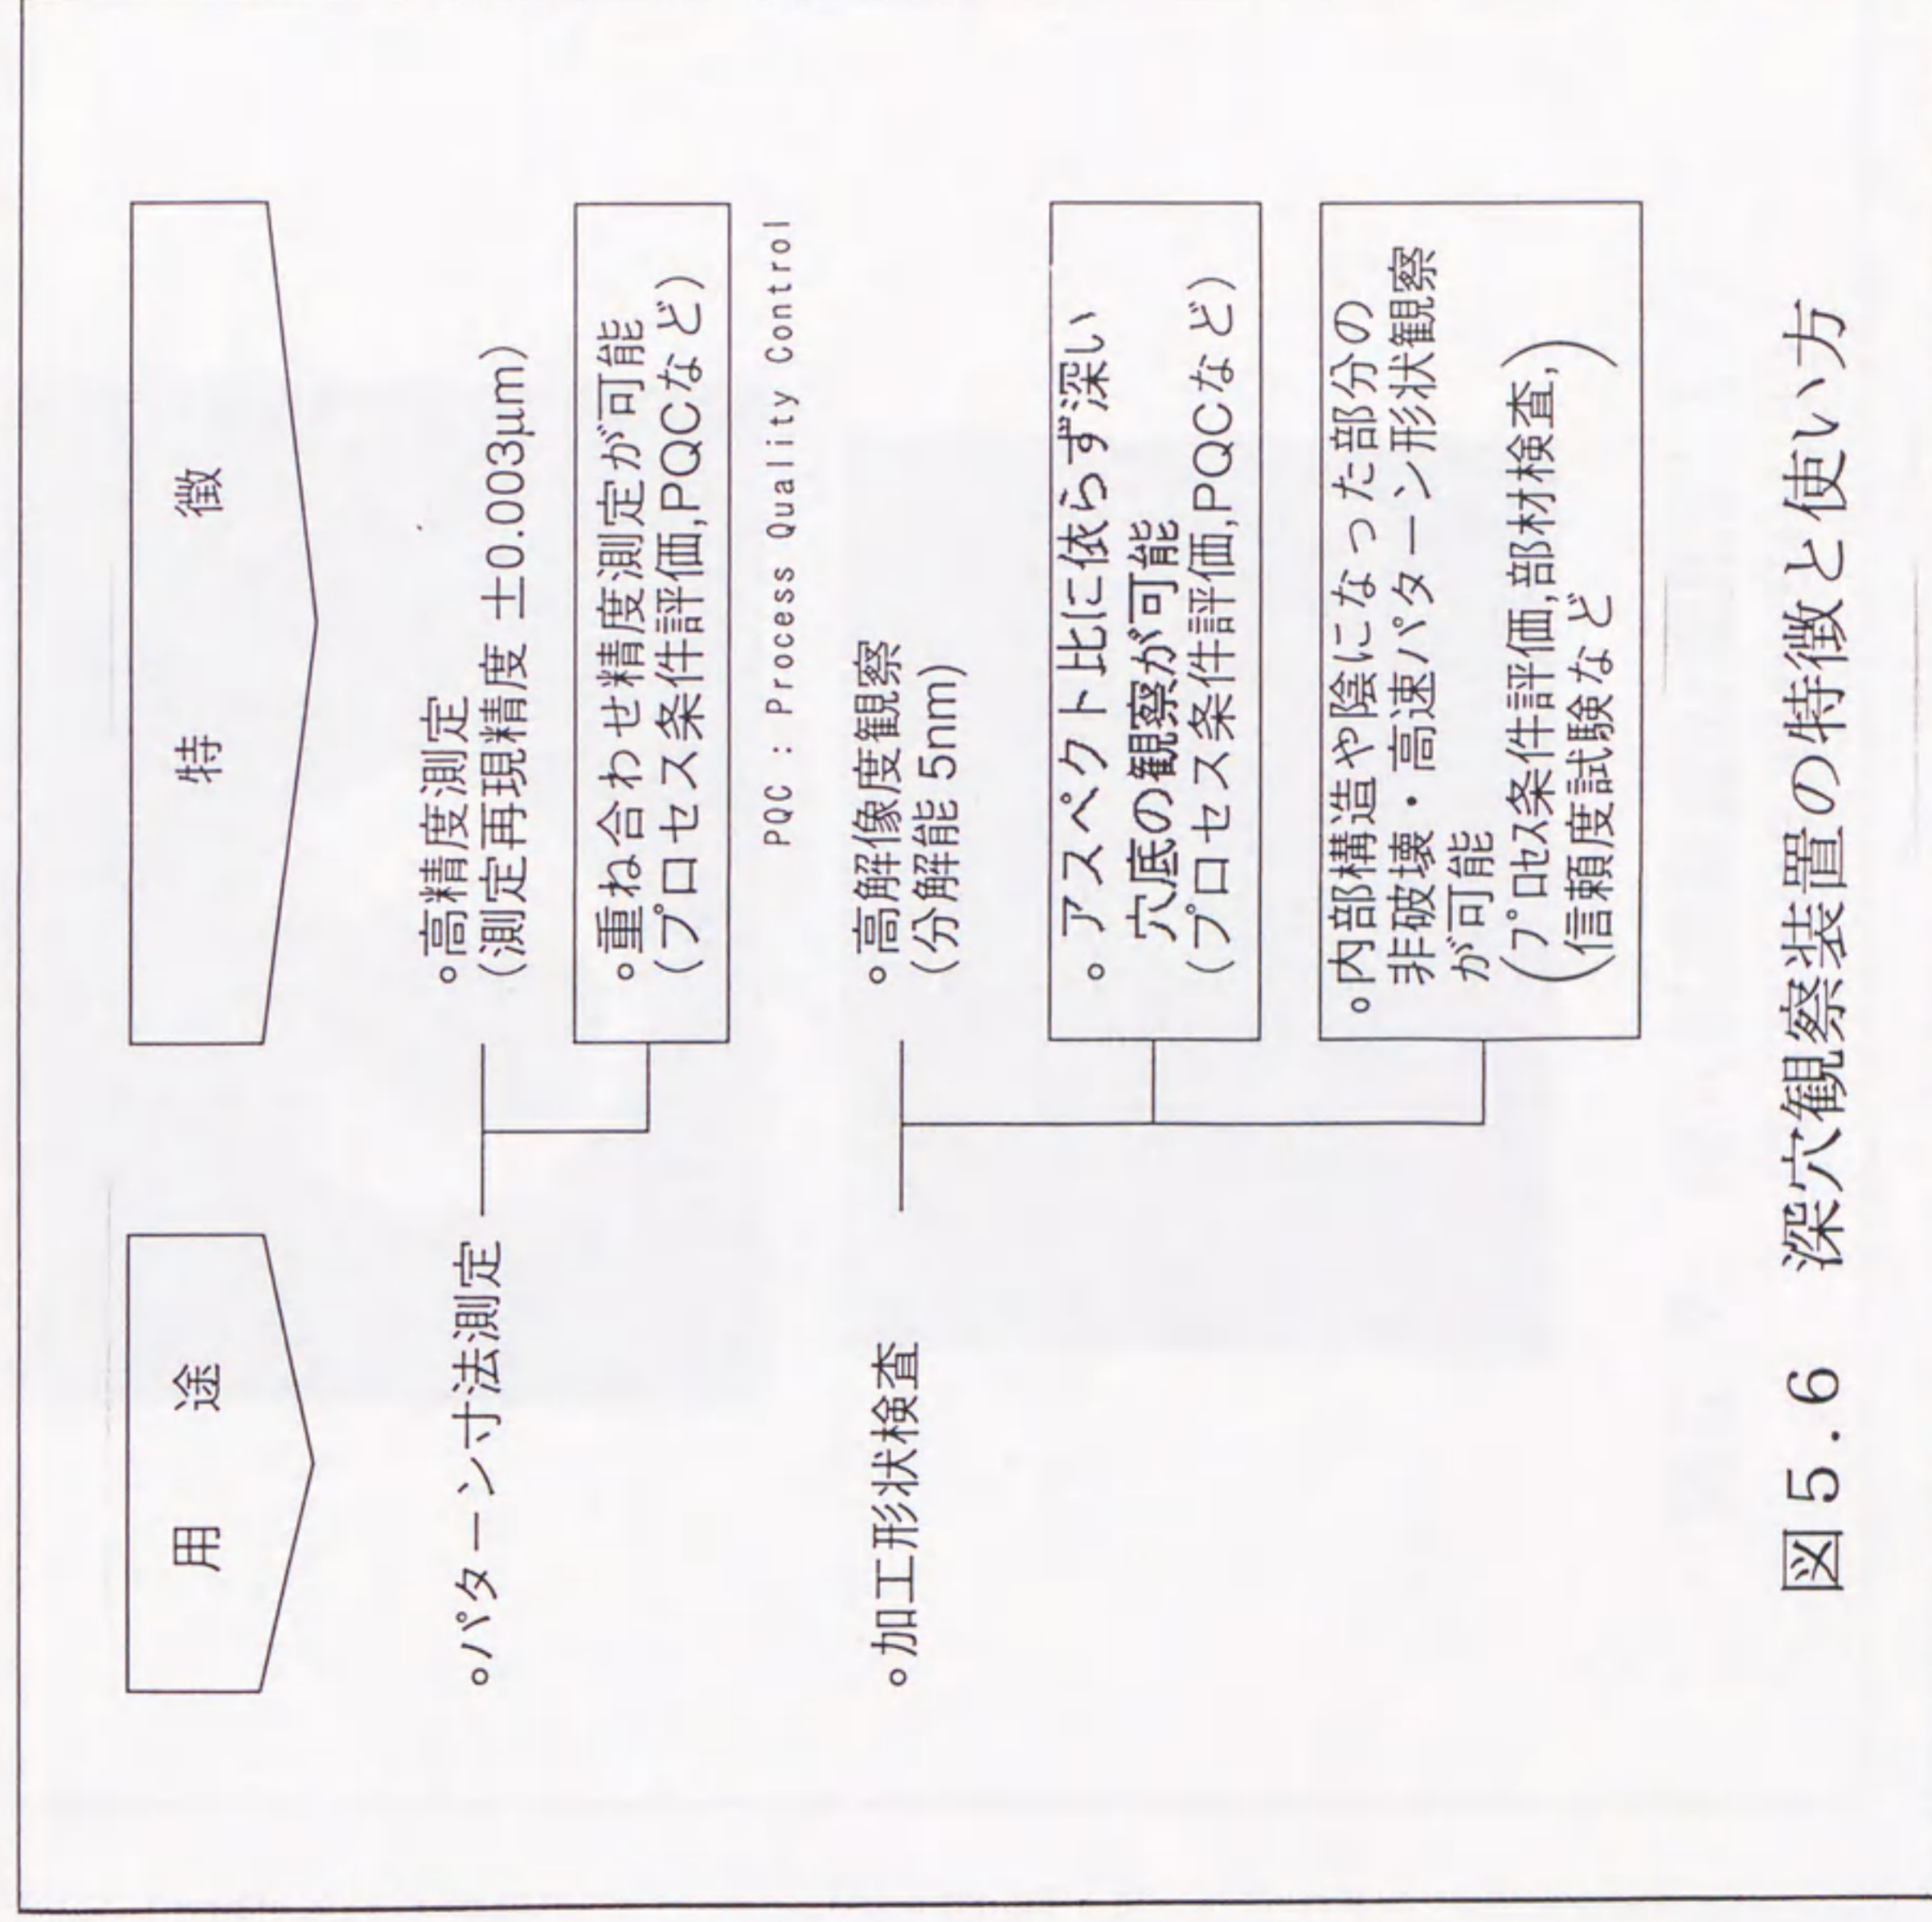 用 途
特 徴
○パターン寸法測定
○高精度測定
(測定再現精度 ±0.003μm)
○重ね合わせ精度測定が可能
(プロセス条件評価,PQCなど)
PQC : Process Quality Control
○加工形状検査
○高解像度観察
(分解能 5nm)
○アスペクト比に依らず深い
穴底の観察が可能
(プロセス条件評価,PQCなど)
○内部構造や陰になった部分の
非破壊・高速パターン形状観察
が可能
(プロセス条件評価,部材検査,
信頼度試験など)
図5.6 深穴観察装置の特徴と使い方